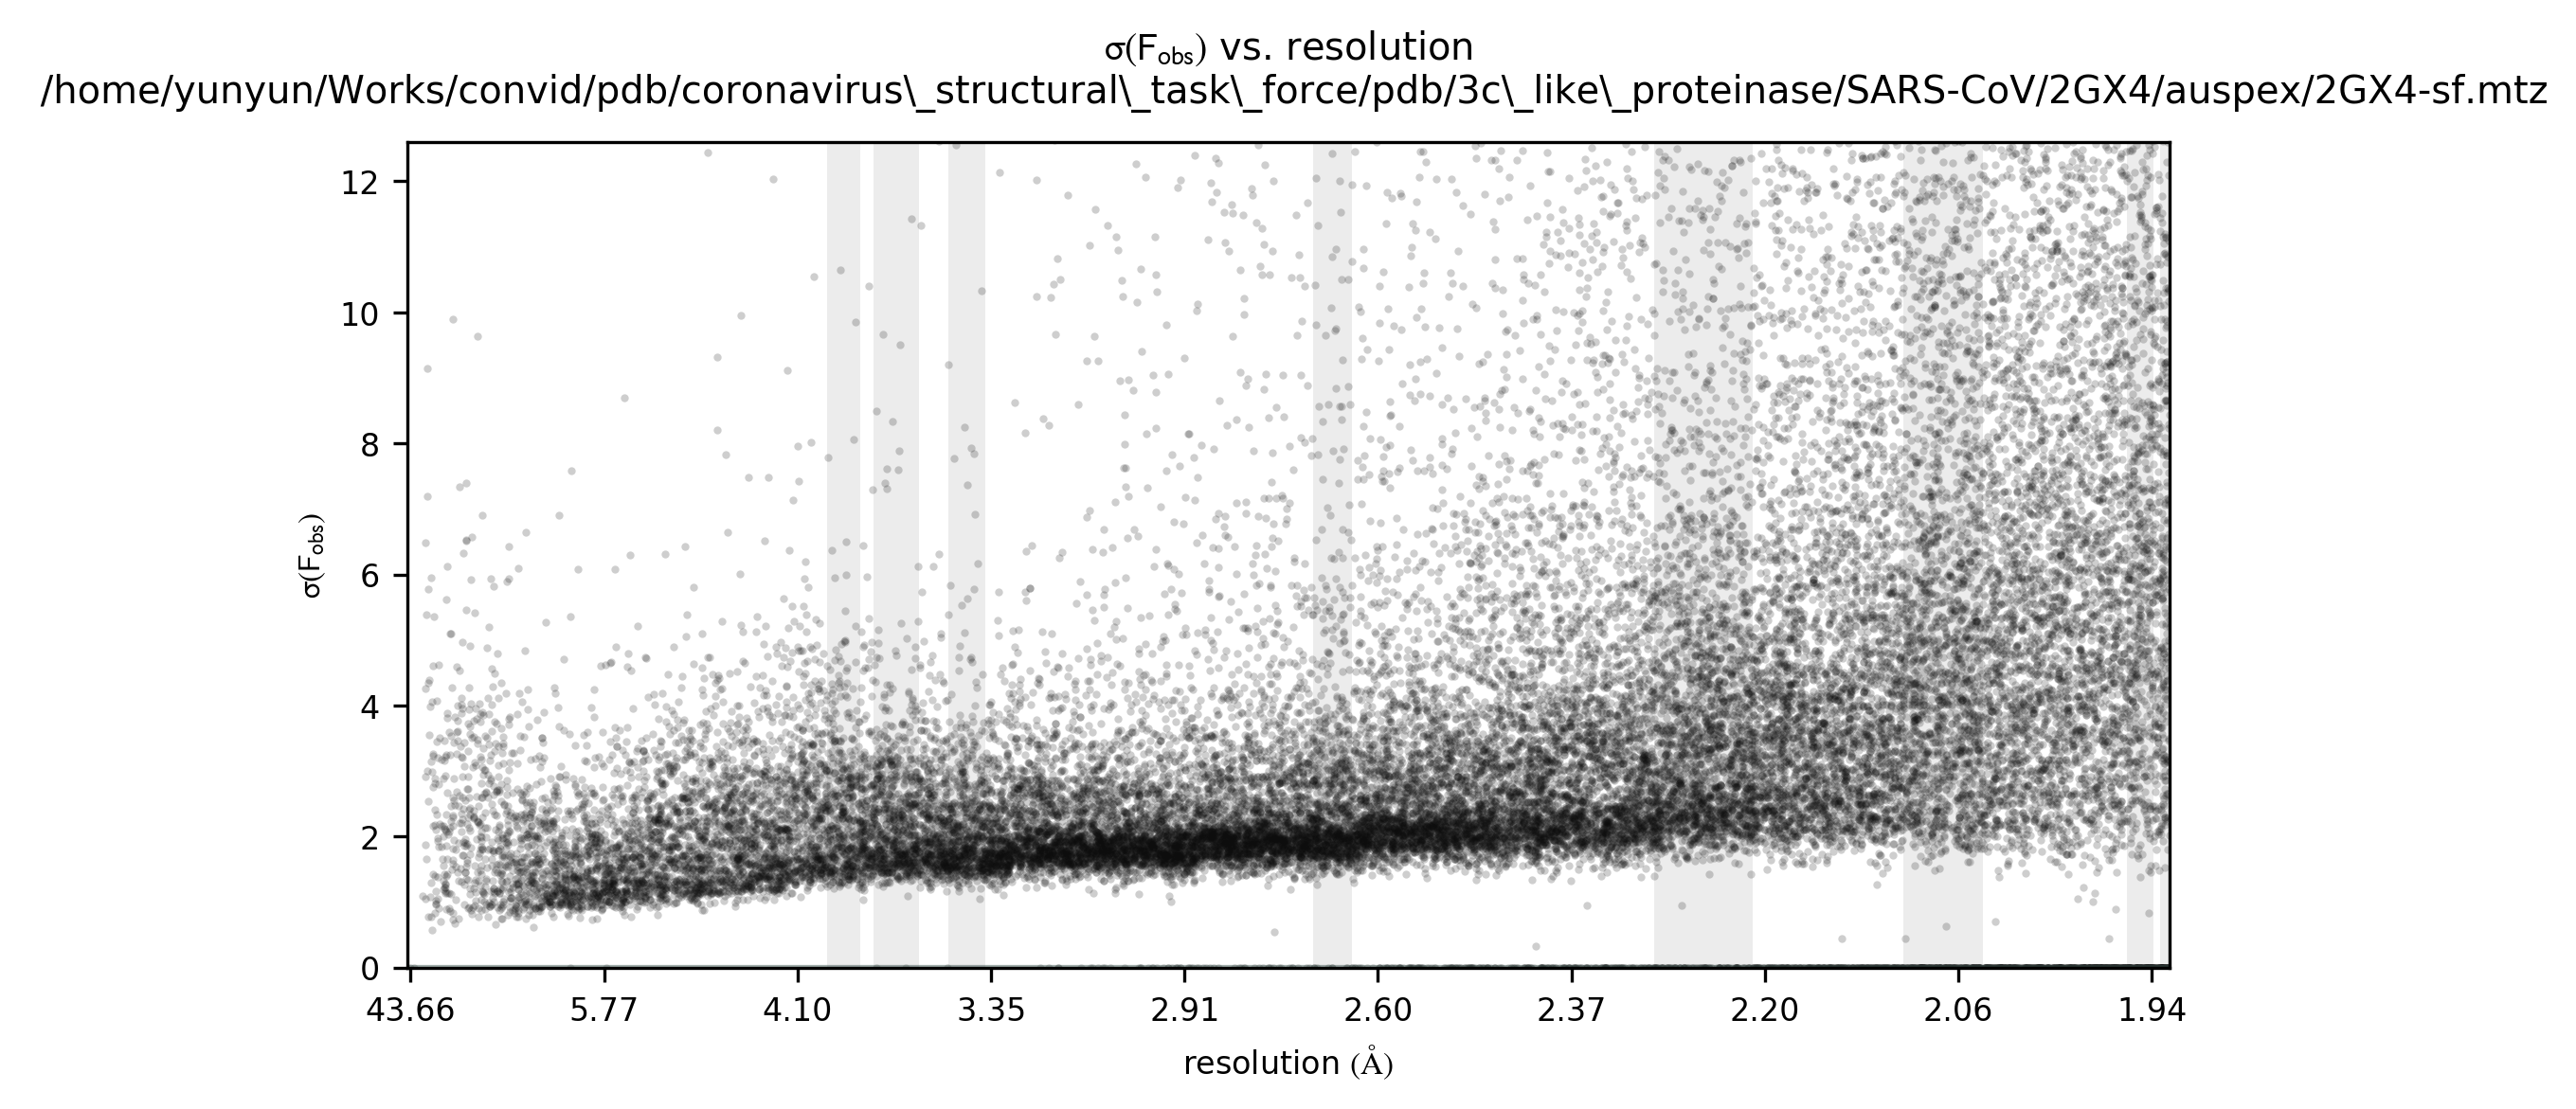 σ(Fobs) vs. resolution
/home/yunyun/Works/convid/pdb/coronavirus\_structural\_task\_force/pdb/3c\_like\_proteinase/SARS-CoV/2GX4/auspex/2GX4-sf.mtz
12
10
8
6
4
2
0
σ(Fobs)
43.66 5.77 4.10 3.35 2.91 2.60 2.37 2.20 2.06 1.94
resolution (Å)